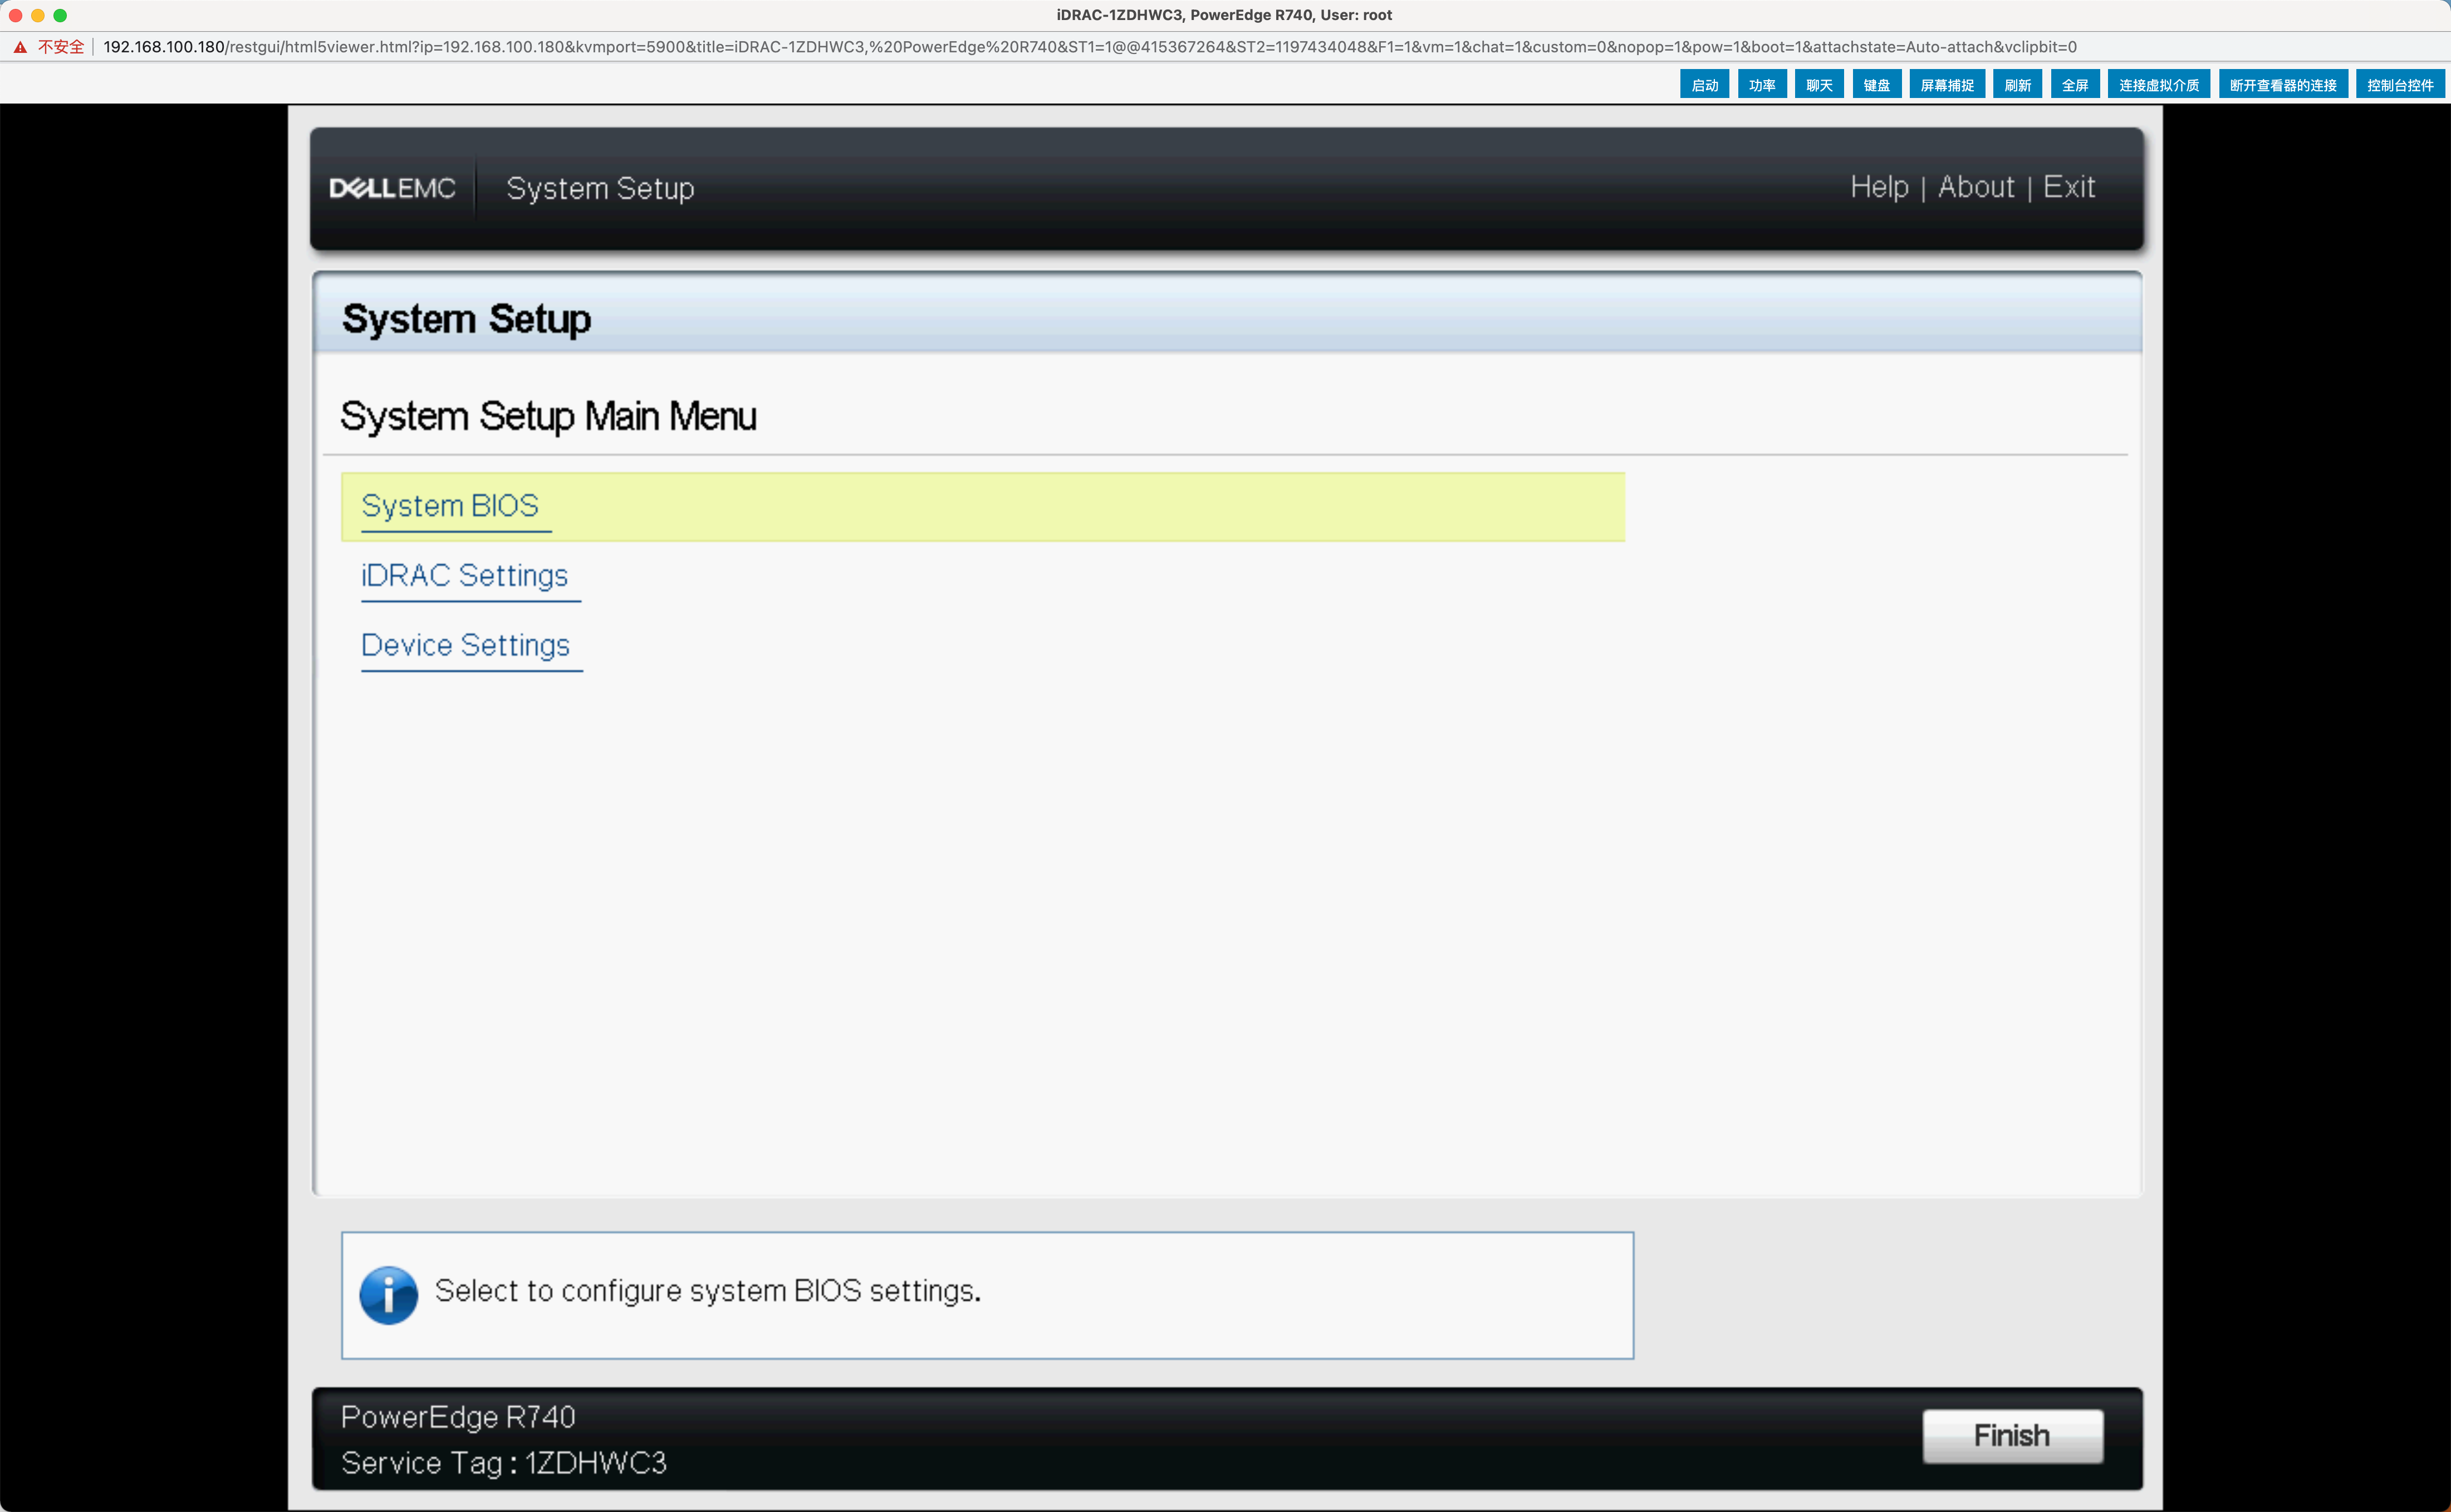 iDRAC-1ZDHWC3, PowerEdge R740, User: root
不安全 192.168.100.180/restgui/html5viewer.html?ip=192.168.100.180&kvmport=5900&title=iDRAC-1ZDHWC3,%20PowerEdge%20R740&ST1=1@@415367264&ST2=1197434048&F1=1&vm=1&chat=1&custom=0&nopop=1&pow=1&boot=1&attachstate=Auto-attach&vclipbit=0
启动 功率 聊天 键盘 屏幕捕捉 刷新 全屏 连接虚拟介质 断开查看器的连接 控制台控件
DELLEMC System Setup Help | About | Exit
System Setup
System Setup Main Menu
System BIOS
iDRAC Settings
Device Settings
Select to configure system BIOS settings.
PowerEdge R740
Service Tag : 1ZDHWC3
Finish